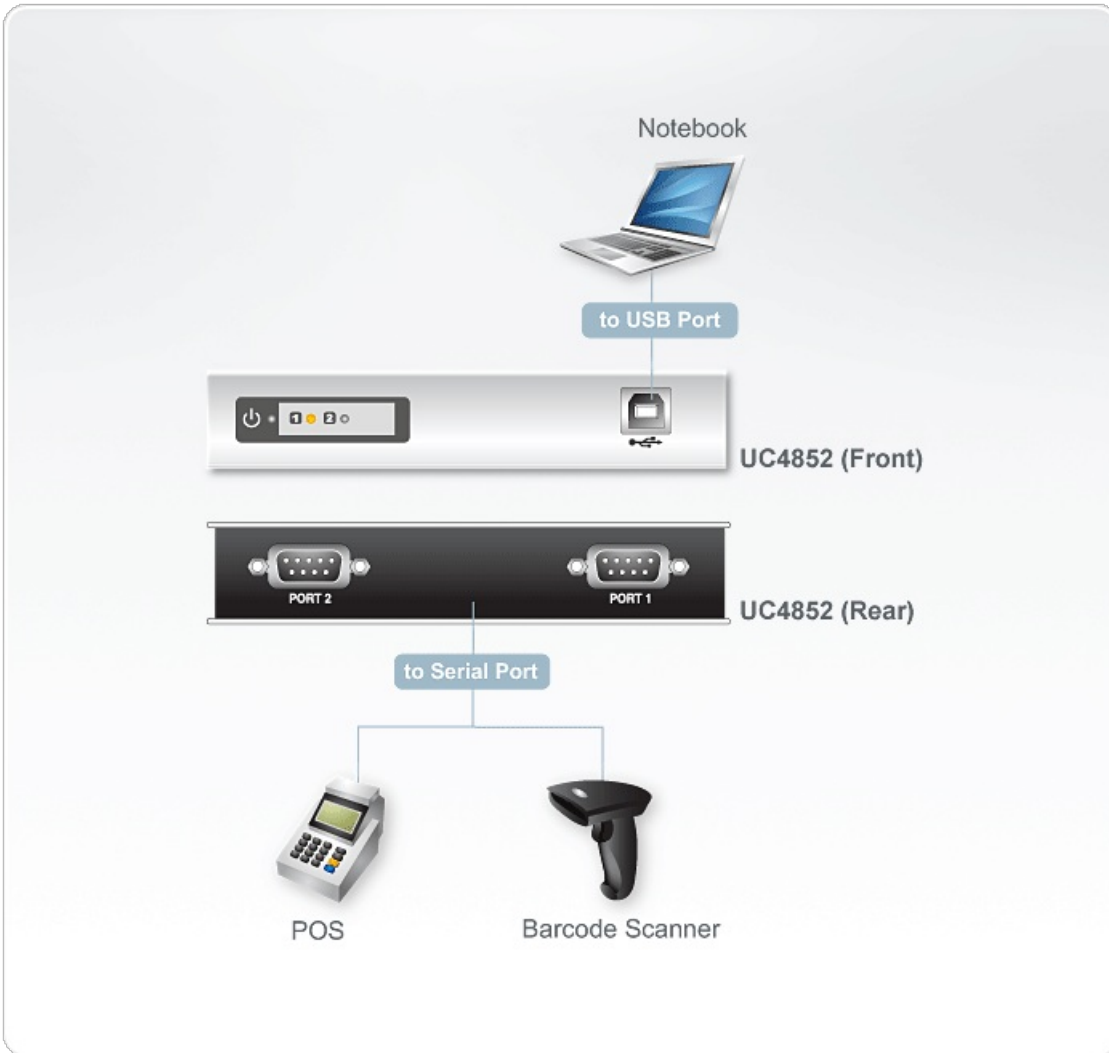 Notebook
to USB Port
1 2
UC4852 (Front)
PORT 2 PORT 1
UC4852 (Rear)
to Serial Port
POS Barcode Scanner